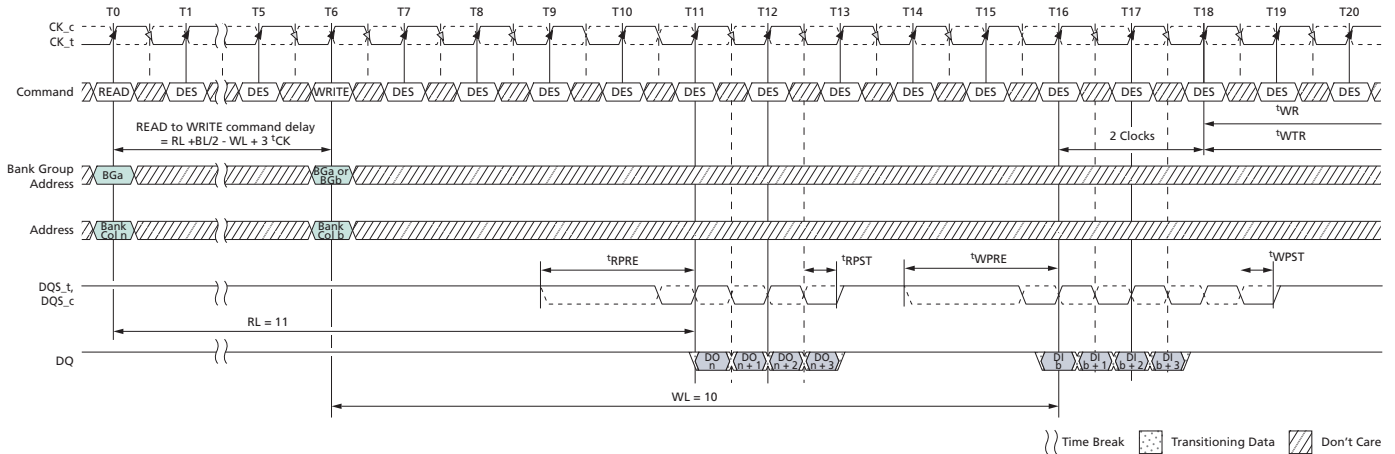 T0 T1 T5 T6 T7 T8 T9 T10 T11 T12 T13 T14 T15 T16 T17 T18 T19 T20
CK_c
CK_t
Command READ DES DES WRITE DES DES DES DES DES DES DES DES DES DES DES DES DES DES
tWR
READ to WRITE command delay
= RL +BL/2 - WL + 3 tCK
2 Clocks
tWTR
Bank Group
Address
BGa
BGa or
BGb
Address
Bank
Col n
Bank
Col b
tRPRE tRPST tWPRE tWPST
DQS_t,
DQS_c
RL = 11
DQ
DO
n
DO
n + 1
DO
n + 2
DO
n + 3
DI
b
DI
b + 1
DI
b + 2
DI
b + 3
WL = 10
Time Break Transitioning Data Don't Care